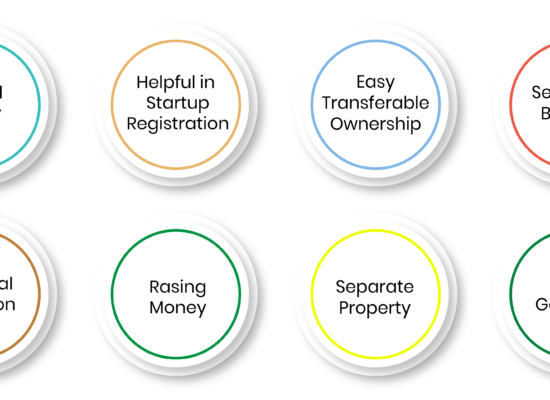 Helpful in
Startup
Registration
Easy
Transferable
Ownership
Rasing
Money
Separate
Property